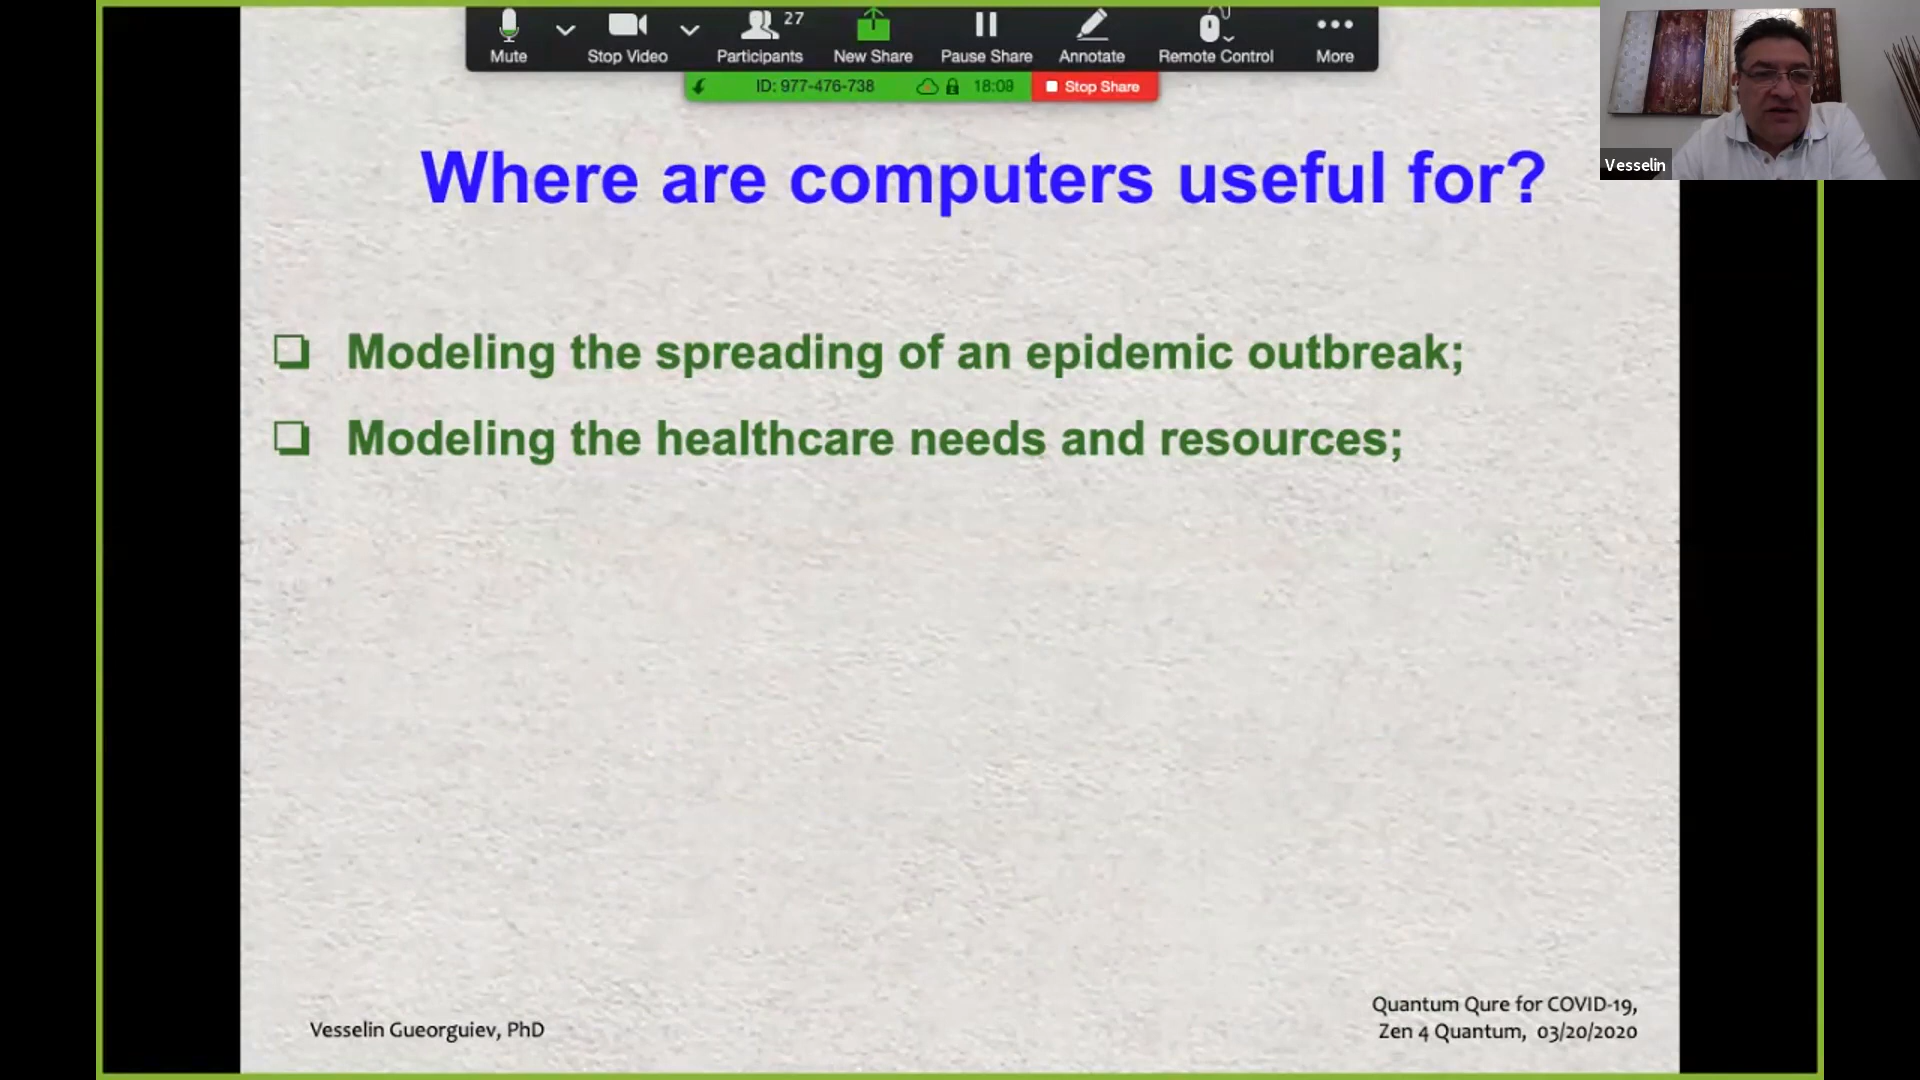 Mute
Stop Video
Participants
27
New Share
Pause Share
Annotate
Remote Control
More
ID: 977-476-738
18:09
Stop Share
Vesselin
Where are computers useful for?
Modeling the spreading of an epidemic outbreak;
Modeling the healthcare needs and resources;
Vesselin Gueorguiev, PhD
Quantum Qure for COVID-19,
Zen 4 Quantum, 03/20/2020